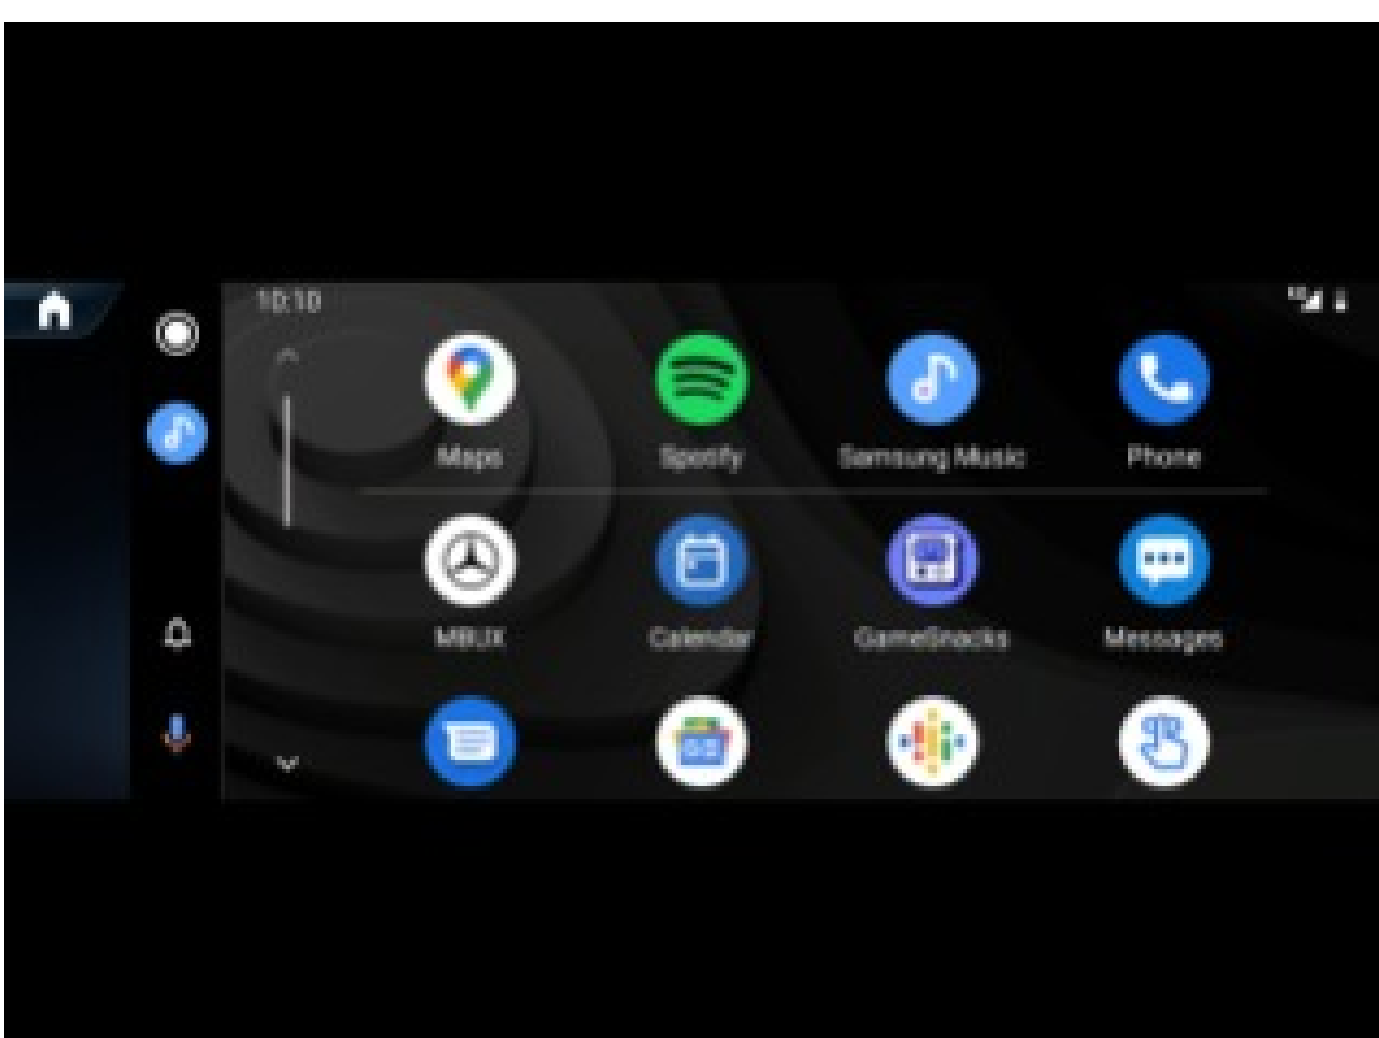 10:10
Maps
Spotify
Samsung Music
Phone
MBUX
Calendar
GameSnacks
Messages